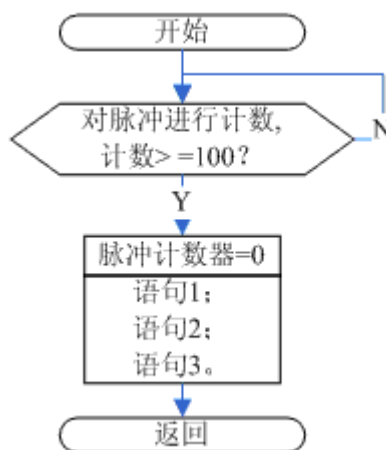 开始
对脉冲进行计数,
计数> =100?
N
Y
脉冲计数器=0
语句1；
语句2；
语句3。
返回